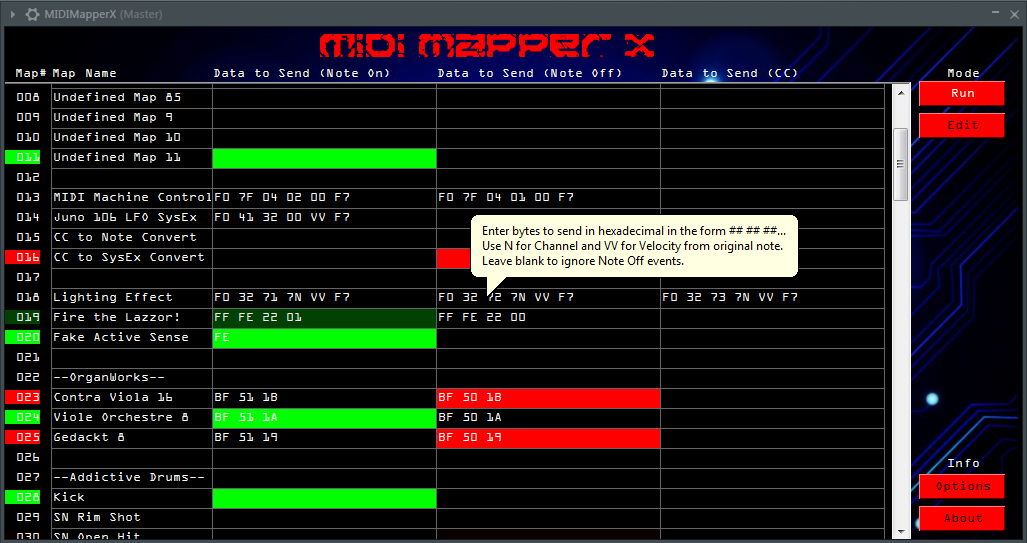 MIDIMapperX (Master)
MIDI MAPPER X
Map# Map Name Data to Send (Note On) Data to Send (Note Off) Data to Send (CC) Mode
008 Undefined Map 85
Run
009 Undefined Map 9
010 Undefined Map 10
Edit
011 Undefined Map 11
012
013 MIDI Machine Control F0 7F 04 02 00 F7 F0 7F 04 01 00 F7
014 Juno 106 LFO SysEx F0 41 32 00 VV F7
015 CC to Note Convert
016 CC to SysEx Convert
017
Enter bytes to send in hexadecimal in the form ## ## ##...
Use N for Channel and VV for Velocity from original note.
Leave blank to ignore Note Off events.
018 Lighting Effect F0 32 71 7N VV F7 F0 32 72 7N VV F7 F0 32 73 7N VV F7
019 Fire the Lazzor! FF FE 22 01 FF FE 22 00
020 Fake Active Sense FE
021
022 --OrganWorks--
023 Contra Viola 16 BF 51 1B BF 50 1B
024 Viole Orchestre 8 BF 51 1A BF 50 1A
025 Gedackt 8 BF 51 19 BF 50 19
026
Info
027 --Addictive Drums--
Options
028 Kick
029 SN Rim Shot
About
030 SN Open Hit